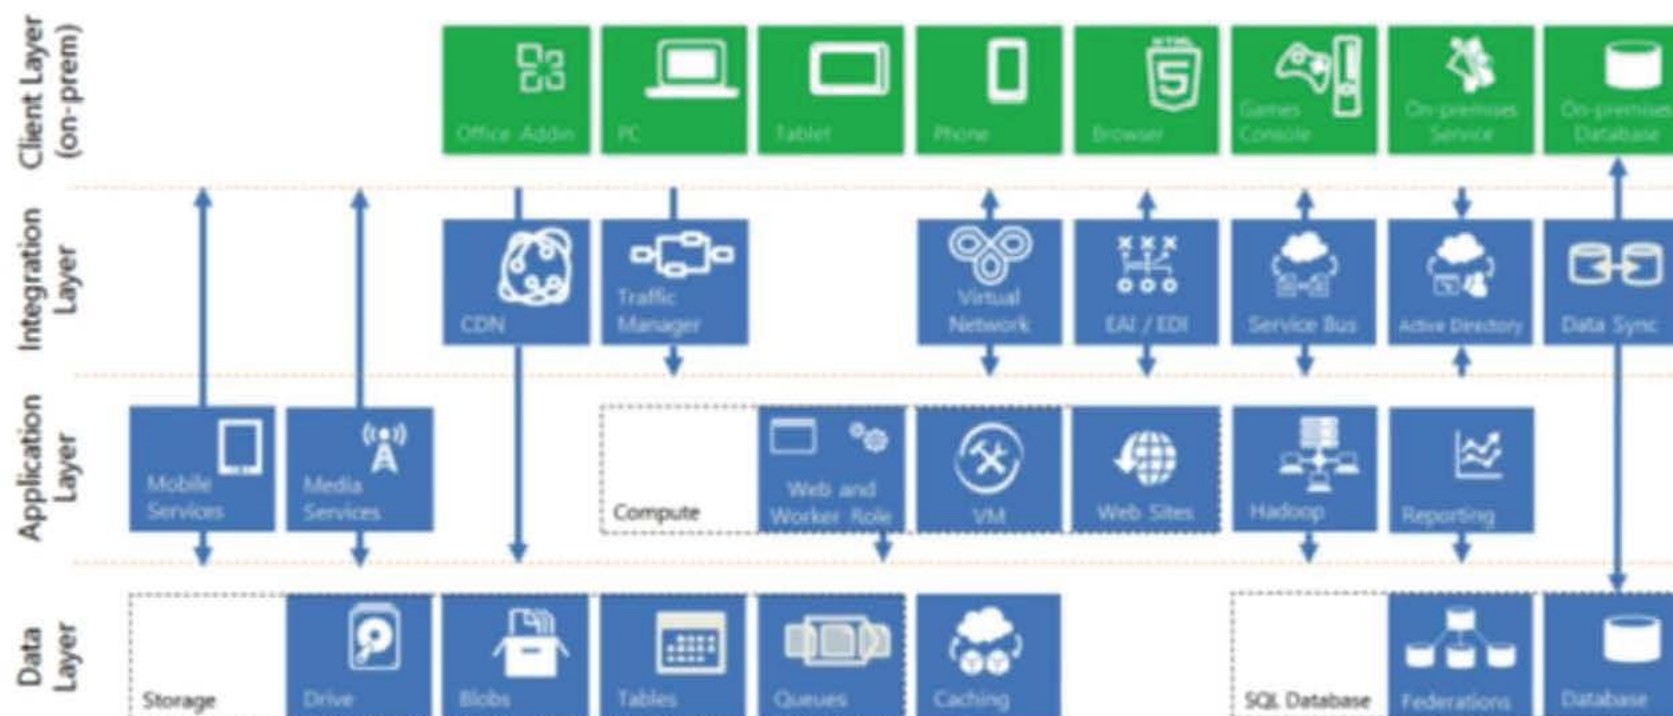 Client Layer
(on-prem)
Office Addin
PC
Tablet
Phone
HTML
5
Browser
Games
Console
On-premises
Service
On-premises
Database
Integration
Layer
CDN
Traffic
Manager
Virtual
Network
EAI / EDI
Service Bus
Active Directory
Data Sync
Application
Layer
Mobile
Services
Media
Services
Compute
Web and
Worker Role
VM
Web Sites
Hadoop
Reporting
Data
Layer
Storage
Drive
Blobs
Tables
Queues
Caching
SQL Database
Federations
Database